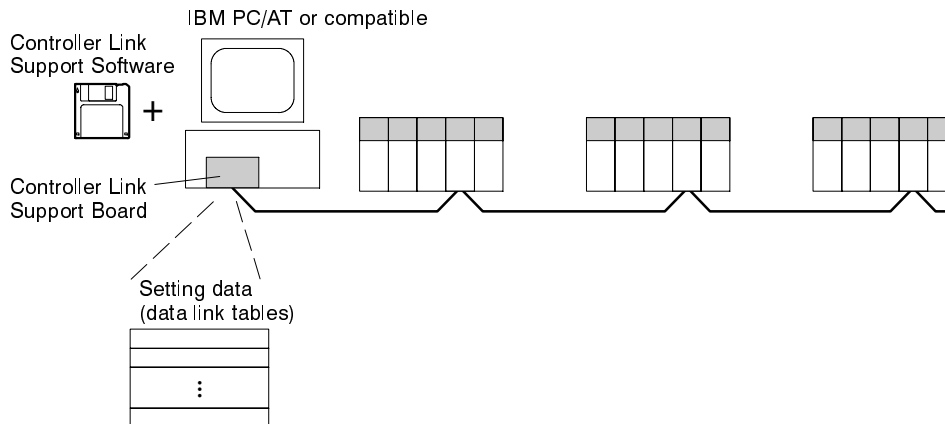 IBM PC/AT or compatible
Controller Link
Support Software
+
Controller Link
Support Board
Setting data
(data link tables)